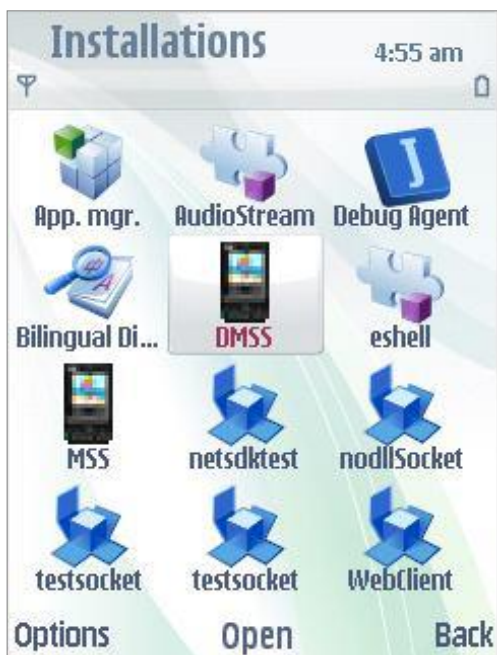 Installations
4:55 am
App. mgr.
AudioStream
Debug Agent
Bilingual Di...
DMSS
eshell
MSS
netsdktest
nodllSocket
testsocket
testsocket
WebClient
Options
Open
Back